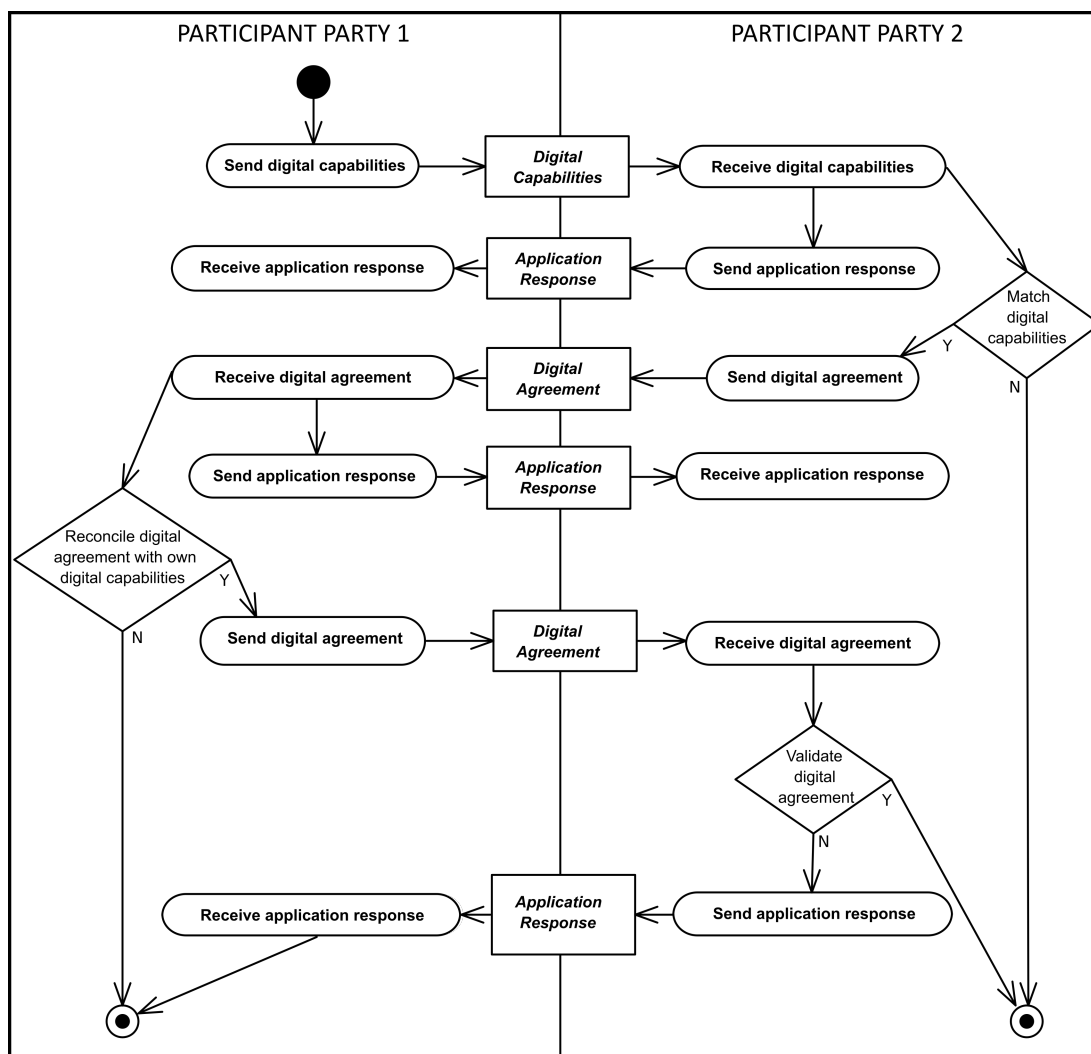 PARTICIPANT PARTY 1
PARTICIPANT PARTY 2
Send digital capabilities
Digital
Capabilities
Receive digital capabilities
Receive application response
Application
Response
Send application response
Match
digital
capabilities
Y
N
Receive digital agreement
Digital
Agreement
Send digital agreement
Send application response
Application
Response
Receive application response
Reconcile digital
agreement with own
digital capabilities
Y
N
Send digital agreement
Digital
Agreement
Receive digital agreement
Validate
digital
agreement
Y
N
Receive application response
Application
Response
Send application response